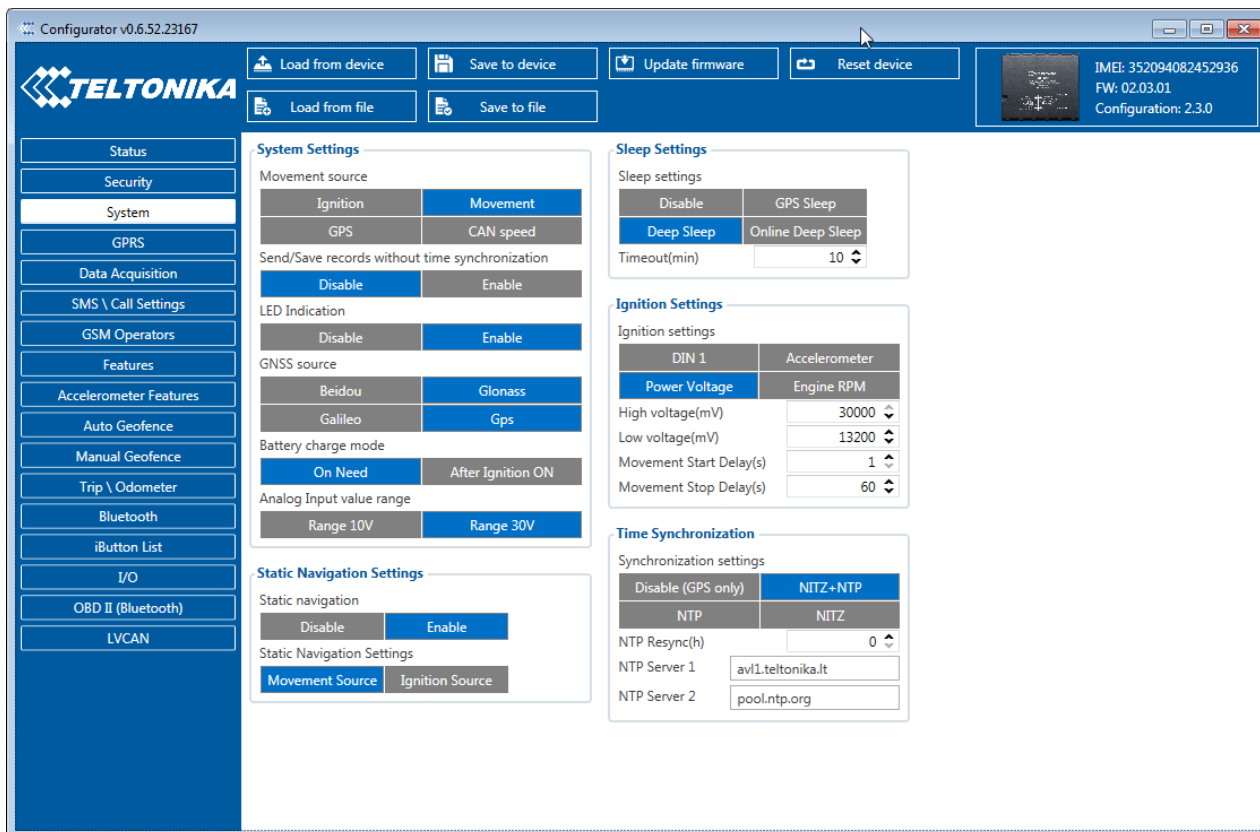 Configurator v0.6.52.23167
TELTONIKA
Load from device
Save to device
Update firmware
Reset device
Load from file
Save to file
IMEI: 352094082452936
FW: 02.03.01
Configuration: 2.3.0
Status
Security
System
GPRS
Data Acquisition
SMS \ Call Settings
GSM Operators
Features
Accelerometer Features
Auto Geofence
Manual Geofence
Trip \ Odometer
Bluetooth
iButton List
I/O
OBD II (Bluetooth)
LVCAN
System Settings
Movement source
Ignition Movement
GPS CAN speed
Send/Save records without time synchronization
Disable Enable
LED Indication
Disable Enable
GNSS source
Beidou Glonass
Galileo Gps
Battery charge mode
On Need After Ignition ON
Analog Input value range
Range 10V Range 30V
Static Navigation Settings
Static navigation
Disable Enable
Static Navigation Settings
Movement Source Ignition Source
Sleep Settings
Sleep settings
Disable GPS Sleep
Deep Sleep Online Deep Sleep
Timeout(min) 10
Ignition Settings
Ignition settings
DIN 1 Accelerometer
Power Voltage Engine RPM
High voltage(mV) 30000
Low voltage(mV) 13200
Movement Start Delay(s) 1
Movement Stop Delay(s) 60
Time Synchronization
Synchronization settings
Disable (GPS only) NITZ+NTP
NTP NITZ
NTP Resync(h) 0
NTP Server 1 avl1.teltonika.lt
NTP Server 2 pool.ntp.org